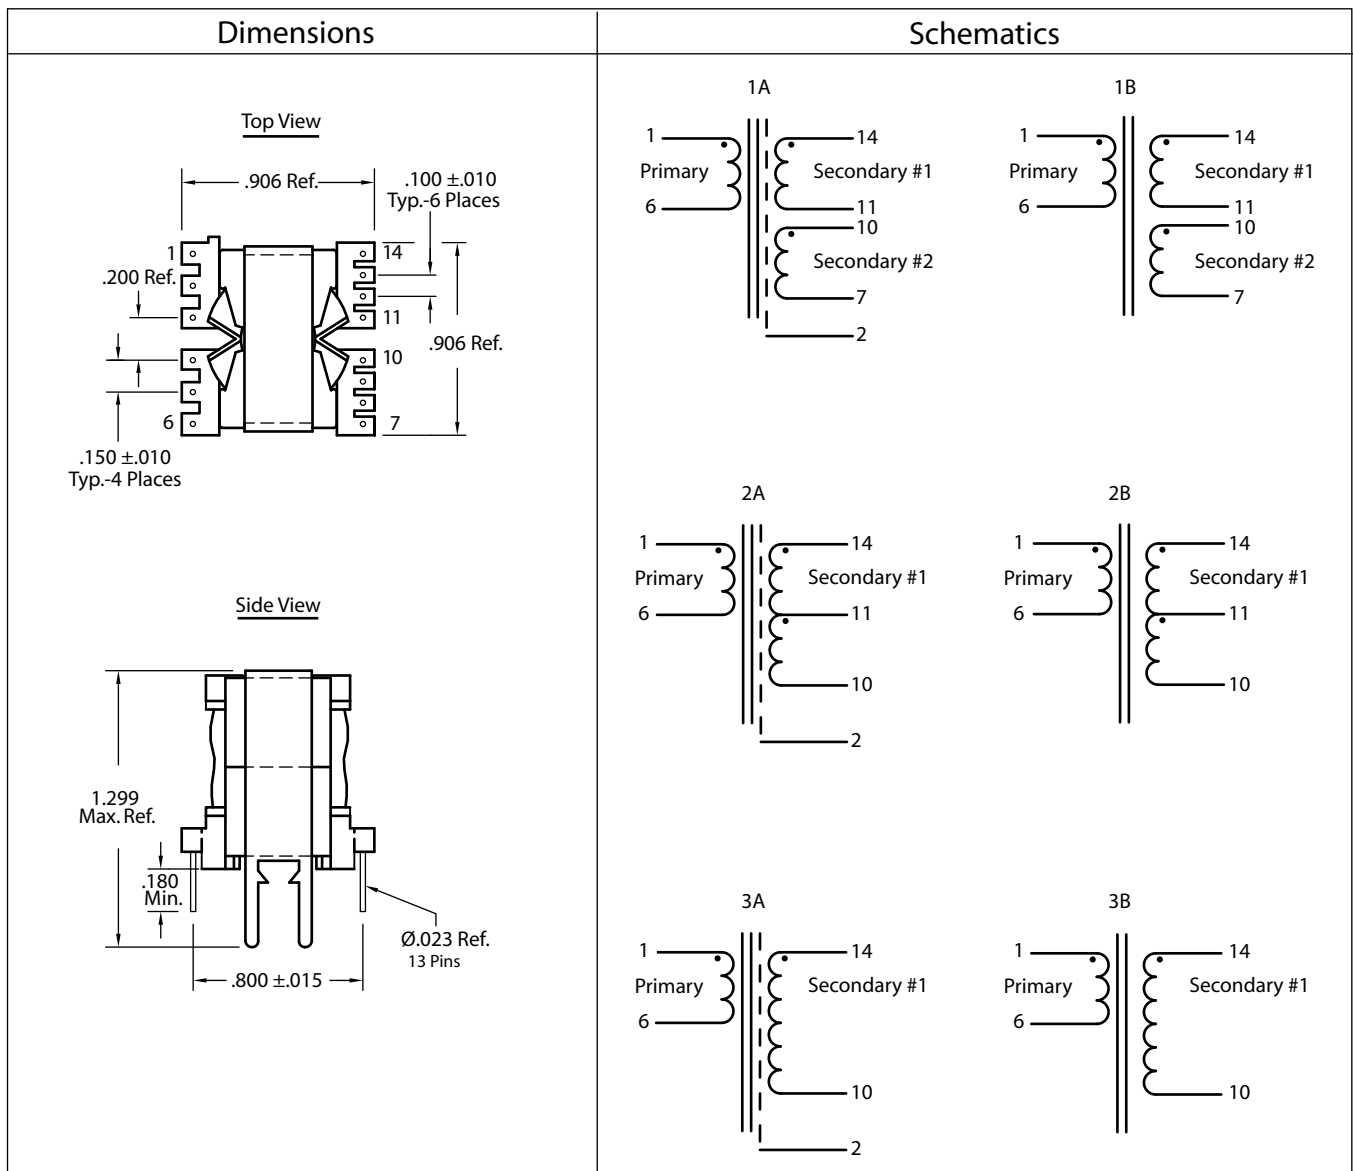 Dimensions
Schematics
Top View
.906 Ref.
.100 ±.010
Typ.-6 Places
1
14
.200 Ref.
11
.906 Ref.
10
6
7
.150 ±.010
Typ.-4 Places
Side View
1.299
Max. Ref.
.180
Min.
Ø.023 Ref.
13 Pins
.800 ±.015
1A
1
14
Primary
Secondary #1
6
11
10
Secondary #2
7
2
1B
1
14
Primary
Secondary #1
6
11
10
Secondary #2
7
2A
1
14
Primary
Secondary #1
6
11
10
2
2B
1
14
Primary
Secondary #1
6
11
10
3A
1
14
Primary
Secondary #1
6
10
2
3B
1
14
Primary
Secondary #1
6
10